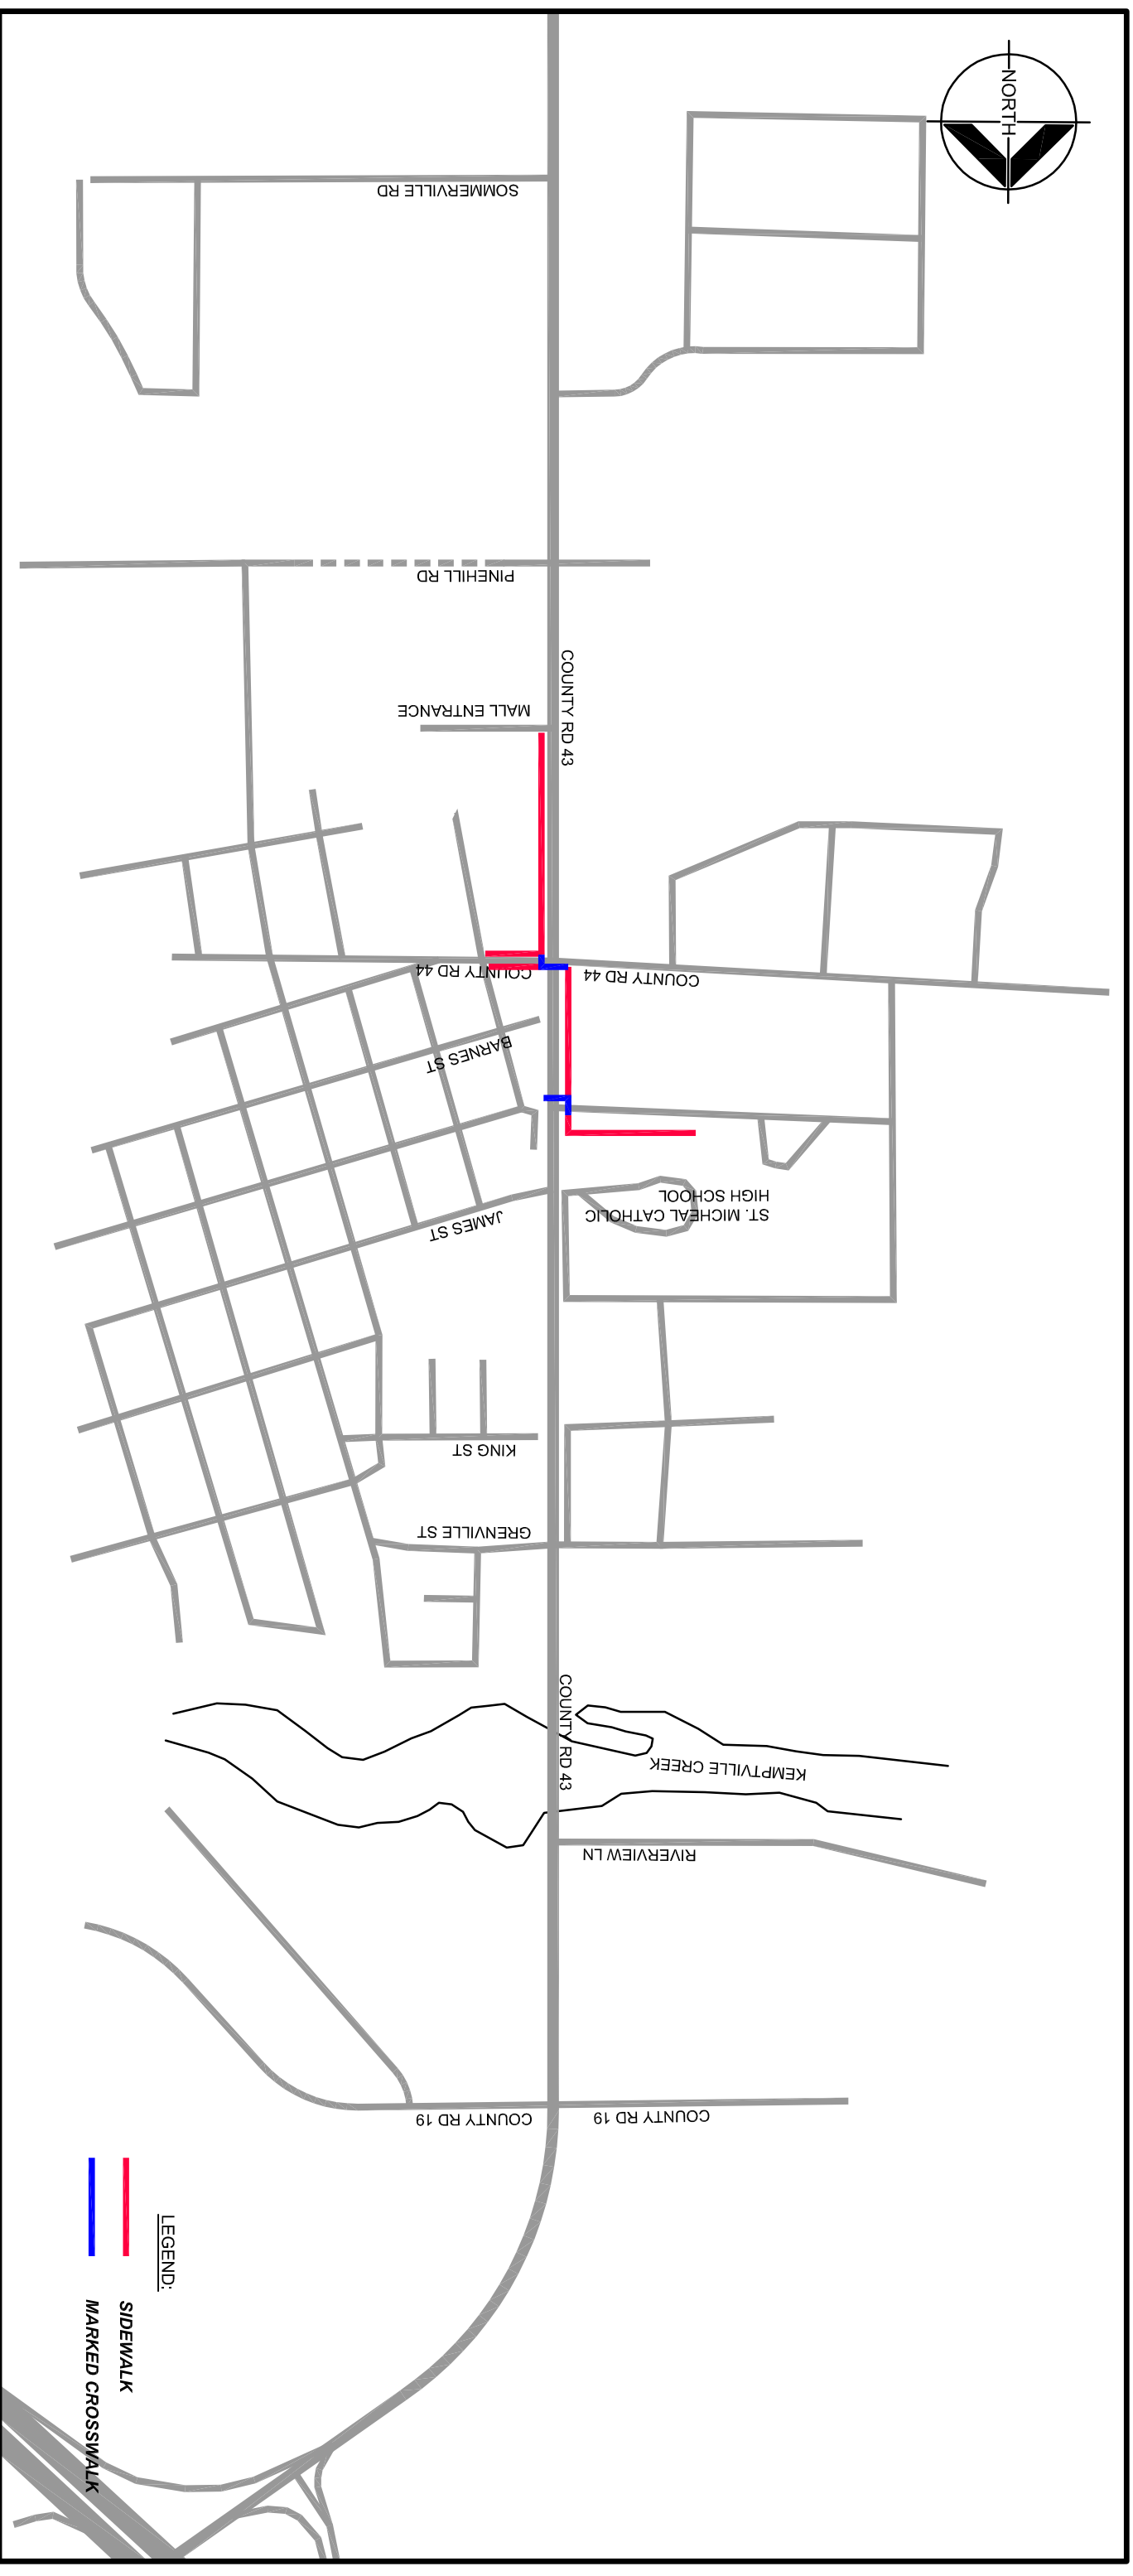 NORTH
SOMMERVILLE RD
PINEHILL RD
MALL ENTRANCE
COUNTY RD 43
COUNTY RD 44
COUNTY RD 44
BARNES ST
JAMES ST
ST. MICHEAL CATHOLIC
HIGH SCHOOL
KING ST
GRENVILLE ST
COUNTY RD 43
KEMPTVILLE CREEK
RIVERVIEW LN
COUNTY RD 19
COUNTY RD 19
LEGEND:
SIDEWALK
MARKED CROSSWALK